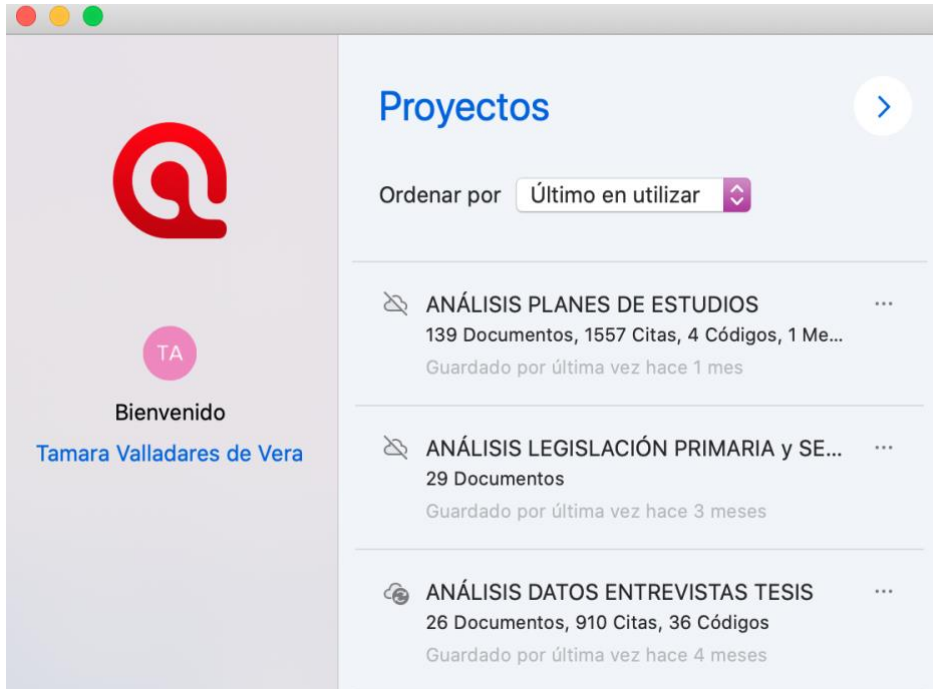 Proyectos
Ordenar por Último en utilizar
ANÁLISIS PLANES DE ESTUDIOS
139 Documentos, 1557 Citas, 4 Códigos, 1 Me...
Guardado por última vez hace 1 mes
TA
Bienvenido
Tamara Valladares de Vera
ANÁLISIS LEGISLACIÓN PRIMARIA y SE...
29 Documentos
Guardado por última vez hace 3 meses
ANÁLISIS DATOS ENTREVISTAS TESIS
26 Documentos, 910 Citas, 36 Códigos
Guardado por última vez hace 4 meses